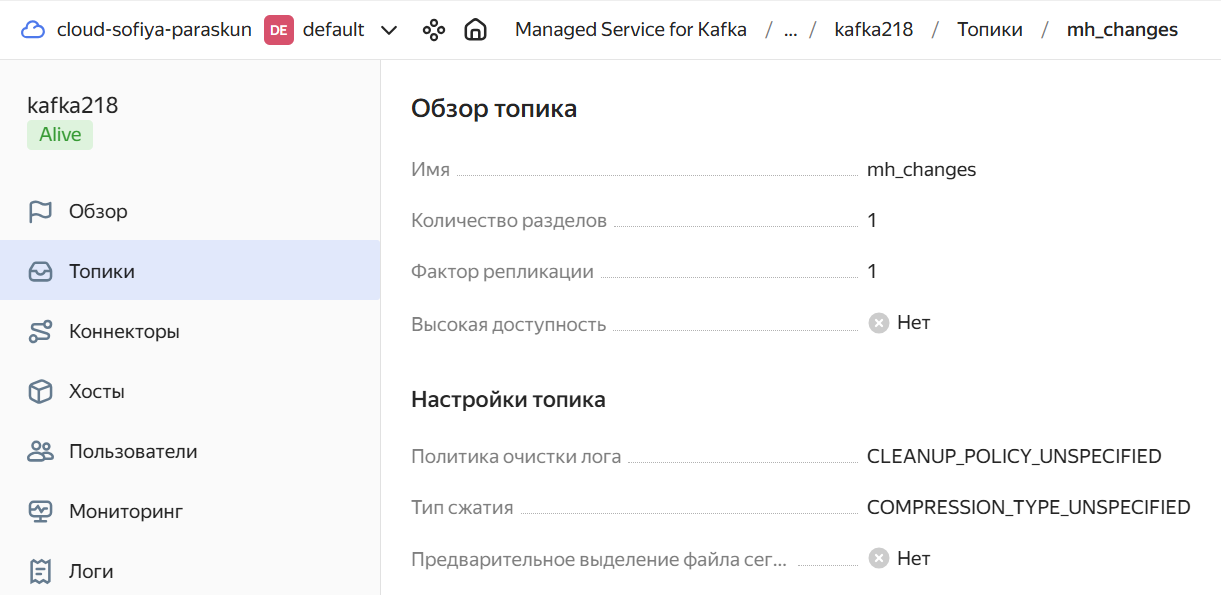 cloud-sofiya-paraskun DE default Managed Service for Kafka / ... / kafka218 / Топики / mh_changes
kafka218
Alive
Обзор
Топики
Коннекторы
Хосты
Пользователи
Мониторинг
Логи
Обзор топика
Имя mh_changes
Количество разделов 1
Фактор репликации 1
Высокая доступность Нет
Настройки топика
Политика очистки лога CLEANUP_POLICY_UNSPECIFIED
Тип сжатия COMPRESSION_TYPE_UNSPECIFIED
Предварительное выделение файла сег... Нет